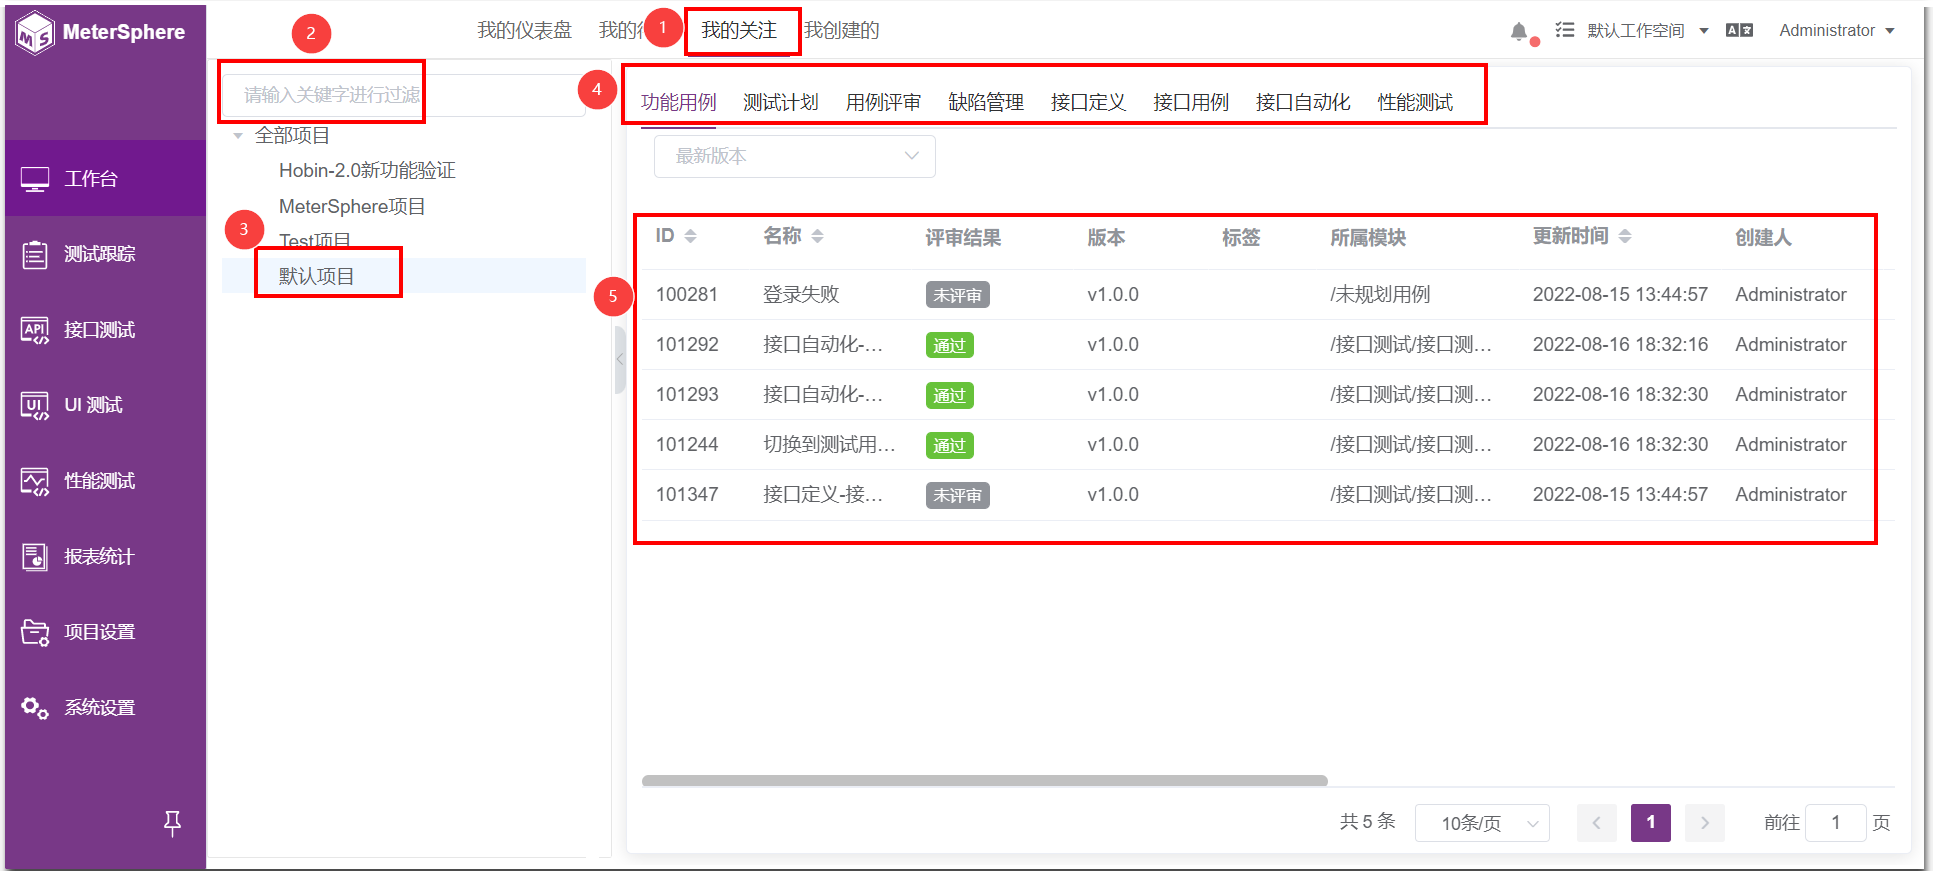 MeterSphere
工作台
测试跟踪
接口测试
UI 测试
性能测试
报表统计
项目设置
系统设置
我的仪表盘
我的关注
我创建的
默认工作空间
Administrator
1
2
请输入关键字进行过滤
全部项目
Hobin-2.0新功能验证
MeterSphere项目
3
Test项目
默认项目
4
功能用例 测试计划 用例评审 缺陷管理 接口定义 接口用例 接口自动化 性能测试
最新版本
5
ID 名称 评审结果 版本 标签 所属模块 更新时间 创建人
100281 登录失败 未评审 v1.0.0 /未规划用例 2022-08-15 13:44:57 Administrator
101292 接口自动化-... 通过 v1.0.0 /接口测试/接口测... 2022-08-16 18:32:16 Administrator
101293 接口自动化-... 通过 v1.0.0 /接口测试/接口测... 2022-08-16 18:32:30 Administrator
101244 切换到测试用... 通过 v1.0.0 /接口测试/接口测... 2022-08-16 18:32:30 Administrator
101347 接口定义-接... 未评审 v1.0.0 /接口测试/接口测... 2022-08-15 13:44:57 Administrator
共 5 条 10条/页 1 前往 1 页